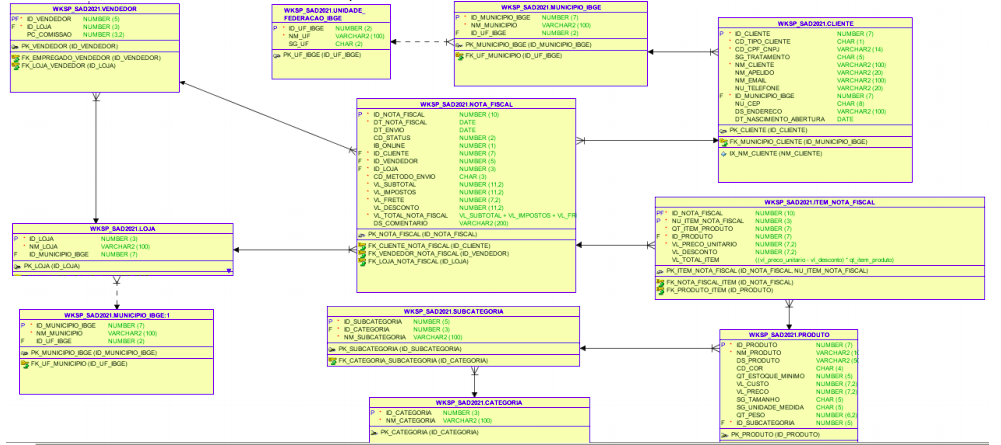 WKSP_SAD2021.VENDEDOR
PF * ID_VENDEDOR NUMBER (5)
F * ID_LOJA NUMBER (3)
PC_COMISSAO NUMBER (3,2)
PK_VENDEDOR (ID_VENDEDOR)
FK_EMPREGADO_VENDEDOR (ID_VENDEDOR)
FK_LOJA_VENDEDOR (ID_LOJA)
WKSP_SAD2021.UNIDADE_
FEDERACAO_IBGE
P * ID_UF_IBGE NUMBER (2)
* NM_UF VARCHAR2 (100)
* SG_UF CHAR (2)
PK_UF_IBGE (ID_UF_IBGE)
WKSP_SAD2021.MUNICIPIO_IBGE
P * ID_MUNICIPIO_IBGE NUMBER (7)
* NM_MUNICIPIO VARCHAR2 (100)
F ID_UF_IBGE NUMBER (2)
PK_MUNICIPIO_IBGE (ID_MUNICIPIO_IBGE)
FK_UF_MUNICIPIO (ID_UF_IBGE)
WKSP_SAD2021.CLIENTE
P * ID_CLIENTE NUMBER (7)
* CD_TIPO_CLIENTE CHAR (1)
* CD_CPF_CNPJ VARCHAR2 (14)
SG_TRATAMENTO CHAR (5)
* NM_CLIENTE VARCHAR2 (100)
NM_APELIDO VARCHAR2 (20)
NM_EMAIL VARCHAR2 (100)
NU_TELEFONE VARCHAR2 (20)
F * ID_MUNICIPIO_IBGE NUMBER (7)
NU_CEP CHAR (8)
DS_ENDERECO VARCHAR2 (100)
DT_NASCIMENTO_ABERTURA DATE
PK_CLIENTE (ID_CLIENTE)
FK_MUNICIPIO_CLIENTE (ID_MUNICIPIO_IBGE)
IX_NM_CLIENTE (NM_CLIENTE)
WKSP_SAD2021.NOTA_FISCAL
P * ID_NOTA_FISCAL NUMBER (10)
* DT_NOTA_FISCAL DATE
DT_ENVIO DATE
* CD_STATUS NUMBER (2)
* IB_ONLINE NUMBER (1)
F * ID_CLIENTE NUMBER (7)
F * ID_VENDEDOR NUMBER (5)
F * ID_LOJA NUMBER (3)
* CD_METODO_ENVIO CHAR (3)
* VL_SUBTOTAL NUMBER (11,2)
* VL_IMPOSTOS NUMBER (11,2)
* VL_FRETE NUMBER (7,2)
* VL_DESCONTO NUMBER (11,2)
* VL_TOTAL_NOTA_FISCAL VL_SUBTOTAL + VL_IMPOSTOS + VL_FR
DS_COMENTARIO VARCHAR2 (200)
PK_NOTA_FISCAL (ID_NOTA_FISCAL)
FK_CLIENTE_NOTA_FISCAL (ID_CLIENTE)
FK_VENDEDOR_NOTA_FISCAL (ID_VENDEDOR)
FK_LOJA_NOTA_FISCAL (ID_LOJA)
WKSP_SAD2021.ITEM_NOTA_FISCAL
PF * ID_NOTA_FISCAL NUMBER (10)
P * NU_ITEM_NOTA_FISCAL NUMBER (3)
* QT_ITEM_PRODUTO NUMBER (7)
F * ID_PRODUTO NUMBER (7)
* VL_PRECO_UNITARIO NUMBER (7,2)
* VL_DESCONTO NUMBER (7,2)
VL_TOTAL_ITEM ((vl_preco_unitario - vl_desconto) * qt_item_produto)
PK_ITEM_NOTA_FISCAL (ID_NOTA_FISCAL, NU_ITEM_NOTA_FISCAL)
FK_NOTA_FISCAL_ITEM (ID_NOTA_FISCAL)
FK_PRODUTO_ITEM (ID_PRODUTO)
WKSP_SAD2021.LOJA
P * ID_LOJA NUMBER (3)
* NM_LOJA VARCHAR2 (100)
F ID_MUNICIPIO_IBGE NUMBER (7)
PK_LOJA (ID_LOJA)
WKSP_SAD2021.MUNICIPIO_IBGE:1
P * ID_MUNICIPIO_IBGE NUMBER (7)
* NM_MUNICIPIO VARCHAR2 (100)
F ID_UF_IBGE NUMBER (2)
PK_MUNICIPIO_IBGE (ID_MUNICIPIO_IBGE)
FK_UF_MUNICIPIO (ID_UF_IBGE)
WKSP_SAD2021.SUBCATEGORIA
P * ID_SUBCATEGORIA NUMBER (5)
F * ID_CATEGORIA NUMBER (3)
* NM_SUBCATEGORIA VARCHAR2 (100)
PK_SUBCATEGORIA (ID_SUBCATEGORIA)
FK_CATEGORIA_SUBCATEGORIA (ID_CATEGORIA)
WKSP_SAD2021.CATEGORIA
P * ID_CATEGORIA NUMBER (3)
* NM_CATEGORIA VARCHAR2 (100)
PK_CATEGORIA (ID_CATEGORIA)
WKSP_SAD2021.PRODUTO
P * ID_PRODUTO NUMBER (7)
* NM_PRODUTO VARCHAR2 (1
* DS_PRODUTO VARCHAR2 (5
CD_COR CHAR (4)
* QT_ESTOQUE_MINIMO NUMBER (5)
* VL_CUSTO NUMBER (7,2)
* VL_PRECO NUMBER (7,2)
SG_TAMANHO CHAR (5)
SG_UNIDADE_MEDIDA CHAR (5)
QT_PESO NUMBER (6,2)
F * ID_SUBCATEGORIA NUMBER (5)
PK_PRODUTO (ID_PRODUTO)